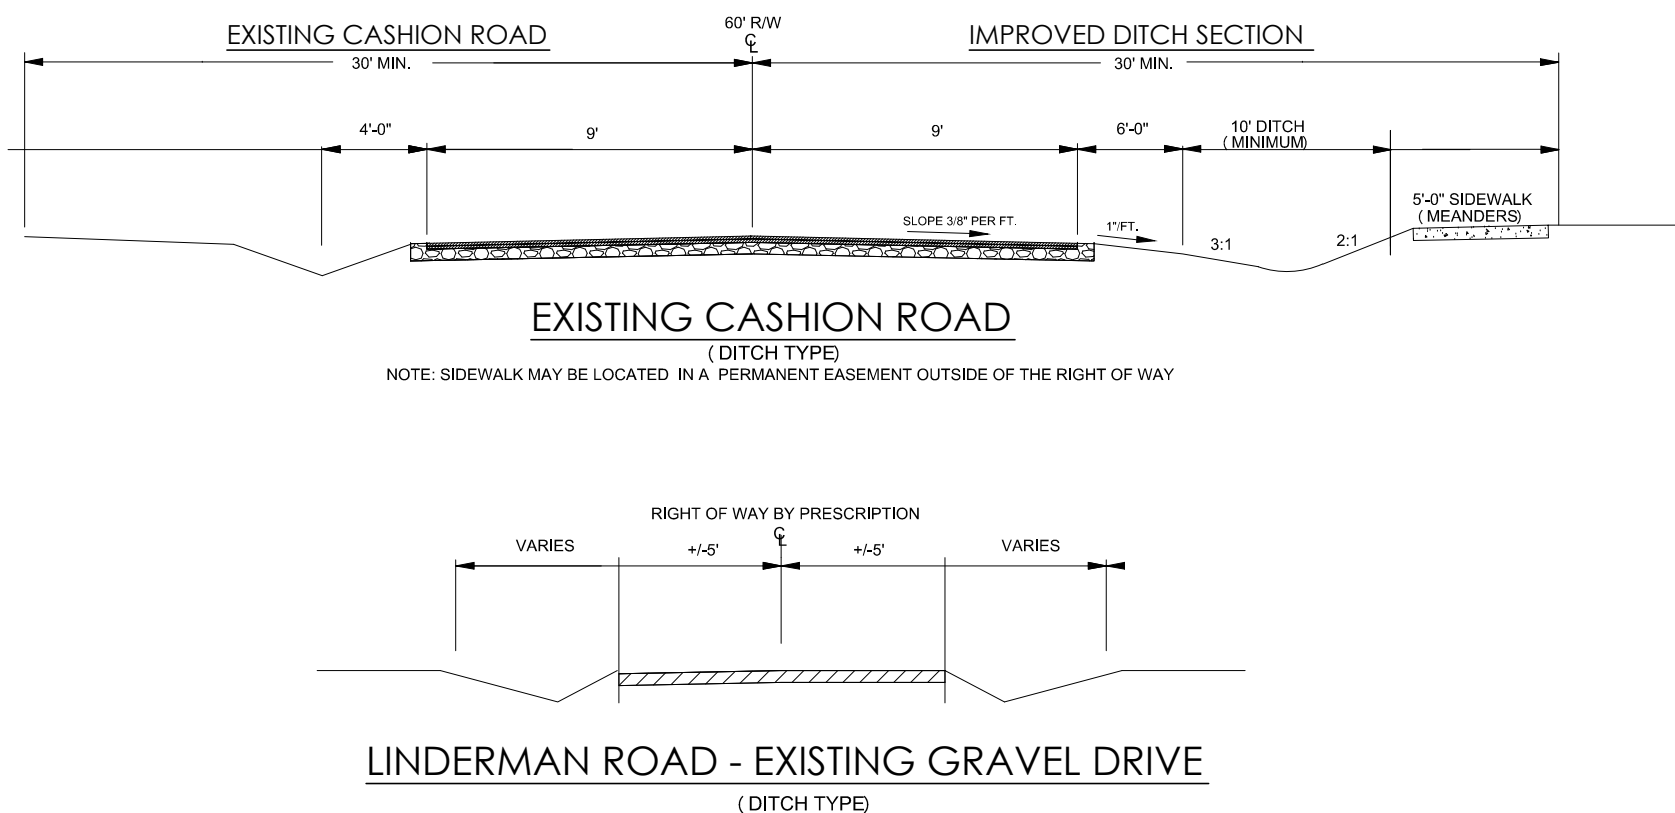 EXISTING CASHION ROAD
60' R/W
℄
IMPROVED DITCH SECTION
30' MIN.
30' MIN.
4'-0"
9'
9'
6'-0"
10' DITCH
( MINIMUM)
5'-0" SIDEWALK
( MEANDERS)
SLOPE 3/8" PER FT.
1"/FT.
3:1
2:1
EXISTING CASHION ROAD
( DITCH TYPE)
NOTE: SIDEWALK MAY BE LOCATED IN A PERMANENT EASEMENT OUTSIDE OF THE RIGHT OF WAY
RIGHT OF WAY BY PRESCRIPTION
℄
VARIES
+/-5'
+/-5'
VARIES
LINDERMAN ROAD - EXISTING GRAVEL DRIVE
( DITCH TYPE)